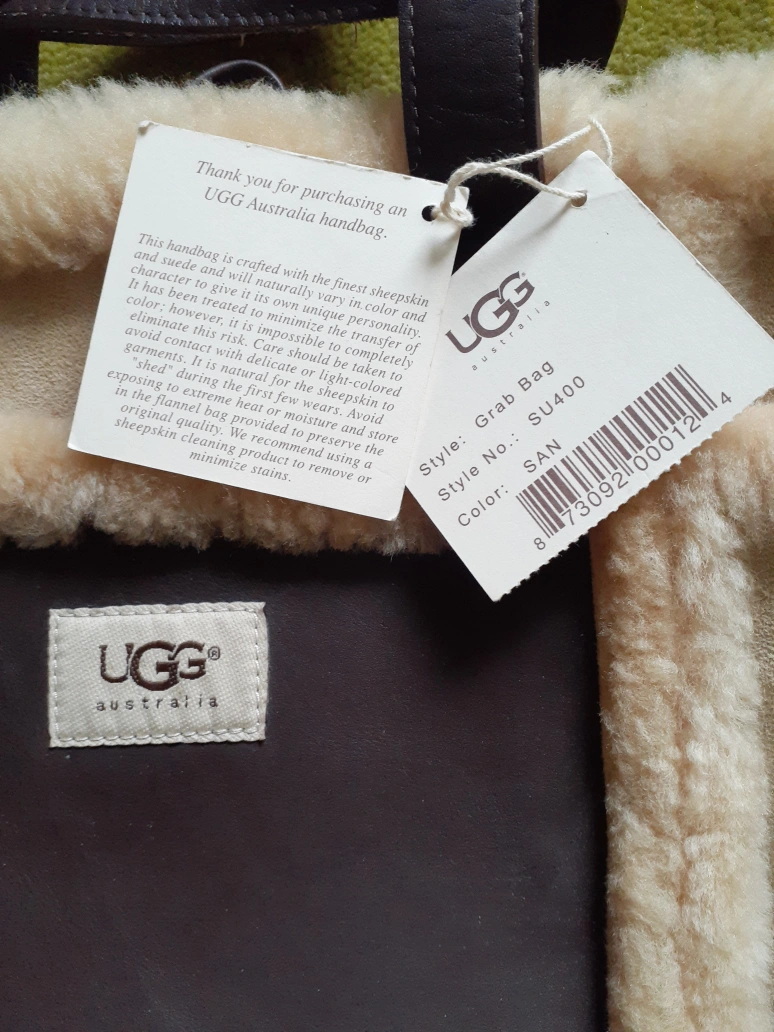 Thank you for purchasing an
UGG Australia handbag.
This handbag is crafted with the finest sheepskin
and suede and will naturally vary in color and
character to give it its own unique personality.
It has been treated to minimize the transfer of
color; however, it is impossible to completely
eliminate this risk. Care should be taken to
avoid contact with delicate or light-colored
garments. It is natural for the sheepskin to
"shed" during the first few wears. Avoid
exposing to extreme heat or moisture and store
in the flannel bag provided to preserve the
original quality. We recommend using a
sheepskin cleaning product to remove or
minimize stains.
UGG®
australia
Style: Grab Bag
Style No.: SU400
Color: SAN
8 73092 00012 4
UGG®
australia